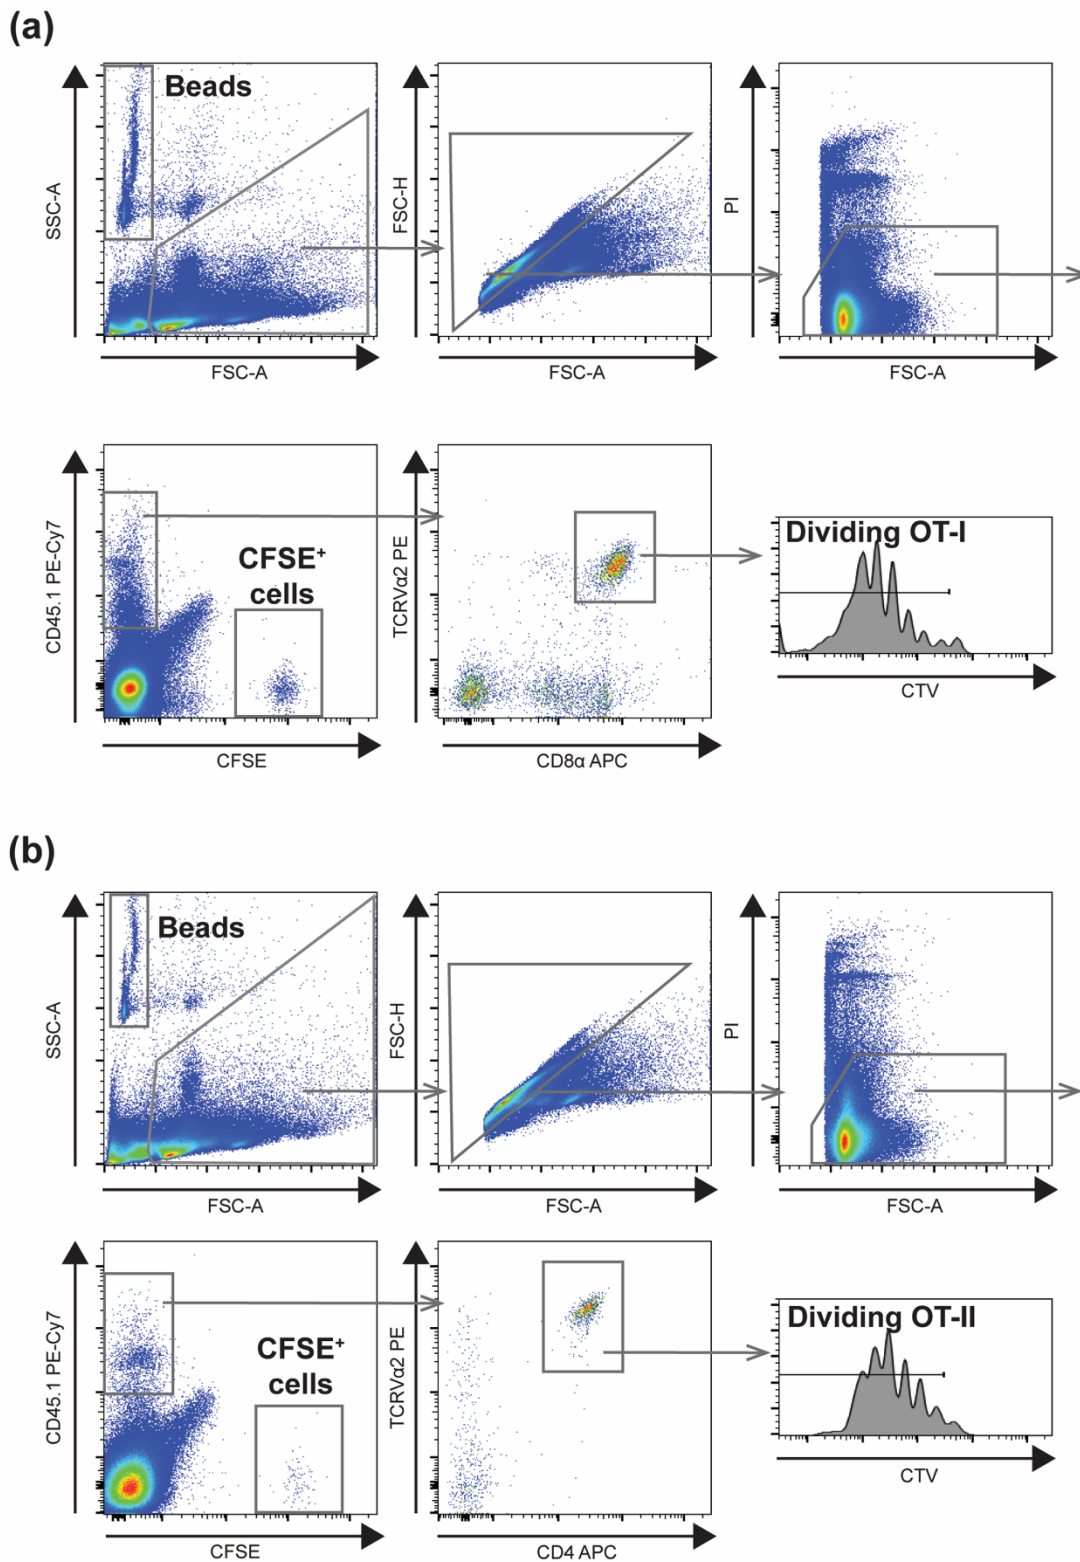 (a)
Beads
SSC-A
FSC-A
FSC-H
FSC-A
PI
FSC-A
CD45.1 PE-Cy7
CFSE⁺
cells
CFSE
TCRVα2 PE
CD8α APC
Dividing OT-I
CTV
(b)
Beads
SSC-A
FSC-A
FSC-H
FSC-A
PI
FSC-A
CD45.1 PE-Cy7
CFSE⁺
cells
CFSE
TCRVα2 PE
CD4 APC
Dividing OT-II
CTV